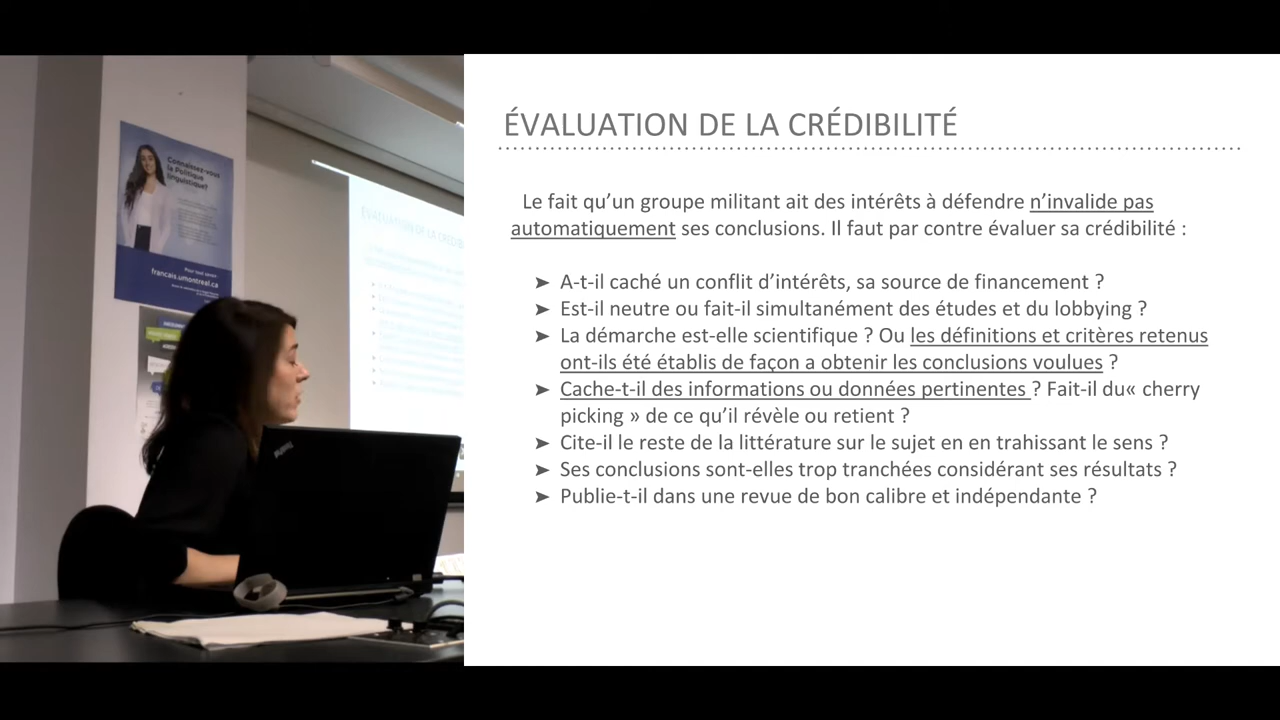 Connaissez-vous
la Politique
linguistique?
Pour tout savoir :
francais.umontreal.ca
ThinkPad
ÉVALUATION DE LA CRÉDIBILITÉ
Le fait qu’un groupe militant ait des intérêts à défendre n’invalide pas
automatiquement ses conclusions. Il faut par contre évaluer sa crédibilité :
➤ A-t-il caché un conflit d’intérêts, sa source de financement ?
➤ Est-il neutre ou fait-il simultanément des études et du lobbying ?
➤ La démarche est-elle scientifique ? Ou les définitions et critères retenus
ont-ils été établis de façon a obtenir les conclusions voulues ?
➤ Cache-t-il des informations ou données pertinentes ? Fait-il du« cherry
picking » de ce qu’il révèle ou retient ?
➤ Cite-il le reste de la littérature sur le sujet en en trahissant le sens ?
➤ Ses conclusions sont-elles trop tranchées considérant ses résultats ?
➤ Publie-t-il dans une revue de bon calibre et indépendante ?